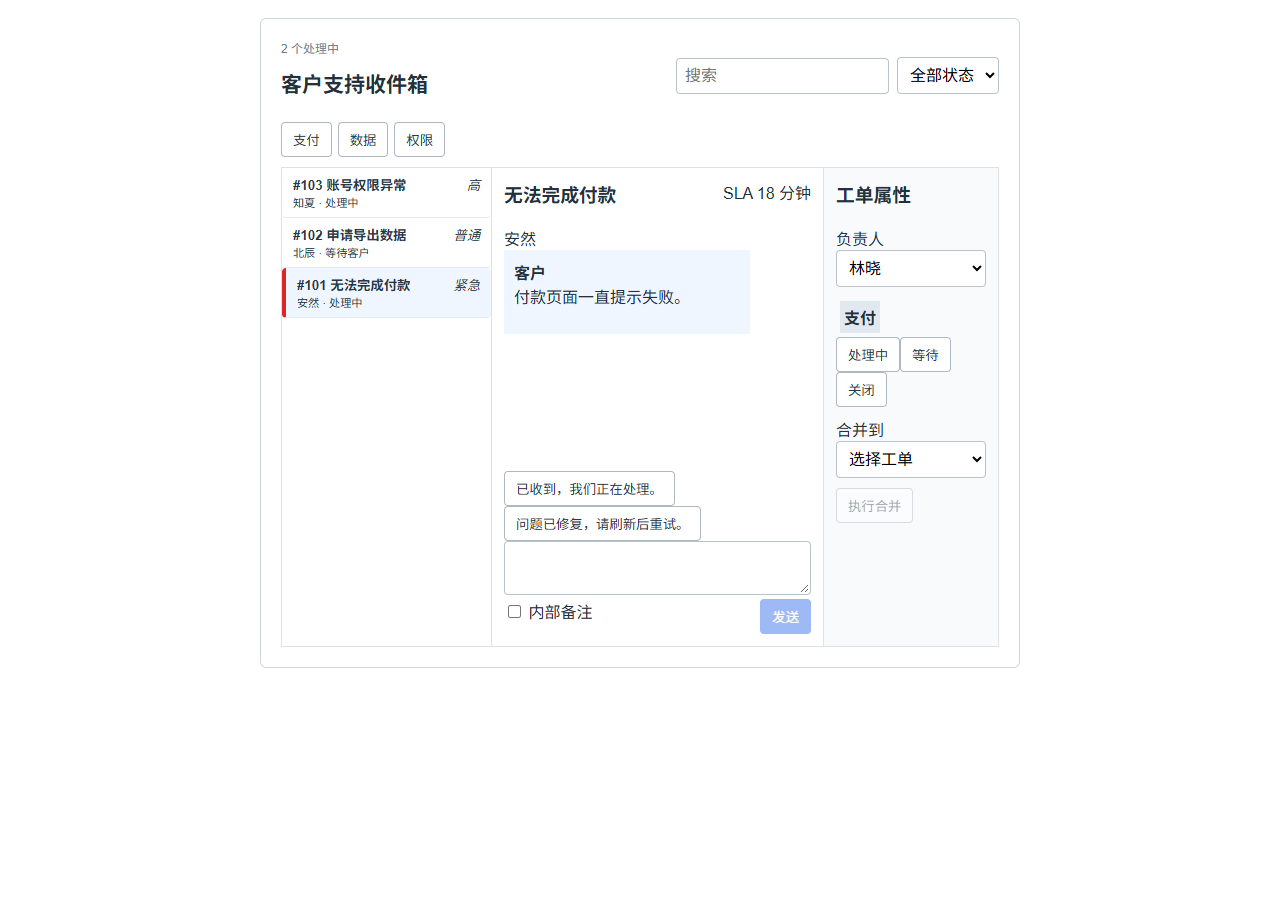 2 个处理中
客户支持收件箱
搜索
全部状态
支付 数据 权限
#103 账号权限异常 高
知夏 · 处理中
#102 申请导出数据 普通
北辰 · 等待客户
#101 无法完成付款 紧急
安然 · 处理中
无法完成付款 SLA 18 分钟
安然
客户
付款页面一直提示失败。
已收到，我们正在处理。
问题已修复，请刷新后重试。
内部备注 发送
工单属性
负责人
林晓
支付
处理中 等待
关闭
合并到
选择工单
执行合并